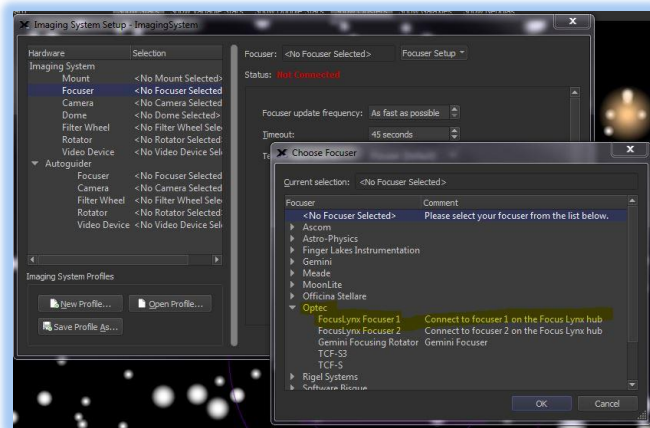 Imaging System Setup - ImagingSystem
Hardware Selection
Imaging System
Mount <No Mount Selected>
Focuser <No Focuser Selected
Camera <No Camera Selected
Dome <No Dome Selected>
Filter Wheel <No Filter Wheel Sele
Rotator <No Rotator Selected
Video Device <No Video Device Sel
Autoguider
Focuser <No Focuser Selected
Camera <No Camera Selected
Filter Wheel <No Filter Wheel Sele
Rotator <No Rotator Selected
Video Device <No Video Device Sel
Imaging System Profiles
New Profile... Open Profile...
Save Profile As...
Focuser: <No Focuser Selected> Focuser Setup
Status: Not Connected
Focuser update frequency: As fast as possible
Timeout: 45 seconds
Choose Focuser
Current selection: <No Focuser Selected>
Focuser Comment
<No Focuser Selected> Please select your focuser from the list below.
Ascom
Astro-Physics
Finger Lakes Instrumentation
Gemini
Meade
MoonLite
Officina Stellare
Optec
FocusLynx Focuser 1 Connect to focuser 1 on the Focus Lynx hub
FocusLynx Focuser 2 Connect to focuser 2 on the Focus Lynx hub
Gemini Focusing Rotator Gemini Focuser
TCF-S3
TCF-S
Rigel Systems
Software Bisque
OK Cancel